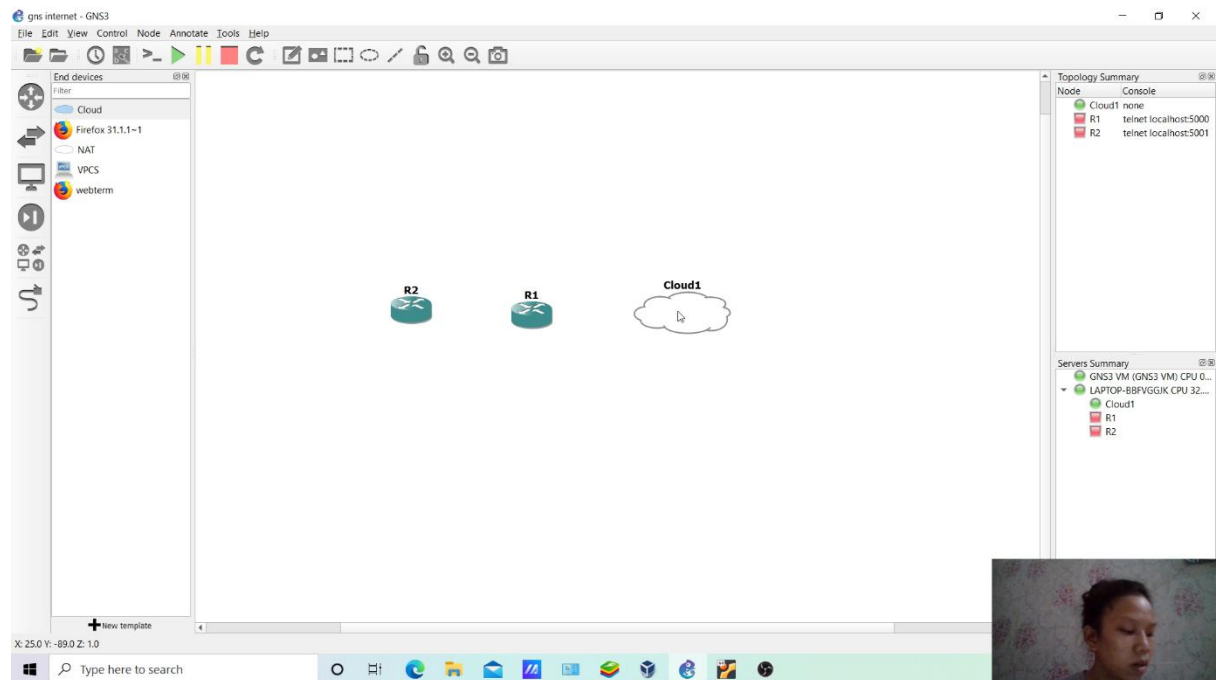 gns internet - GNS3
File Edit View Control Node Annotate Tools Help
End devices
Filter
Cloud
Firefox 31.1.1~1
NAT
VPCS
webterm
New template
R2
R1
Cloud1
Topology Summary
Node Console
Cloud1 none
R1 telnet localhost:5000
R2 telnet localhost:5001
Servers Summary
GNS3 VM (GNS3 VM) CPU 0...
LAPTOP-BBFVGGJK CPU 32....
Cloud1
R1
R2
X: 25.0 Y: -89.0 Z: 1.0
Type here to search